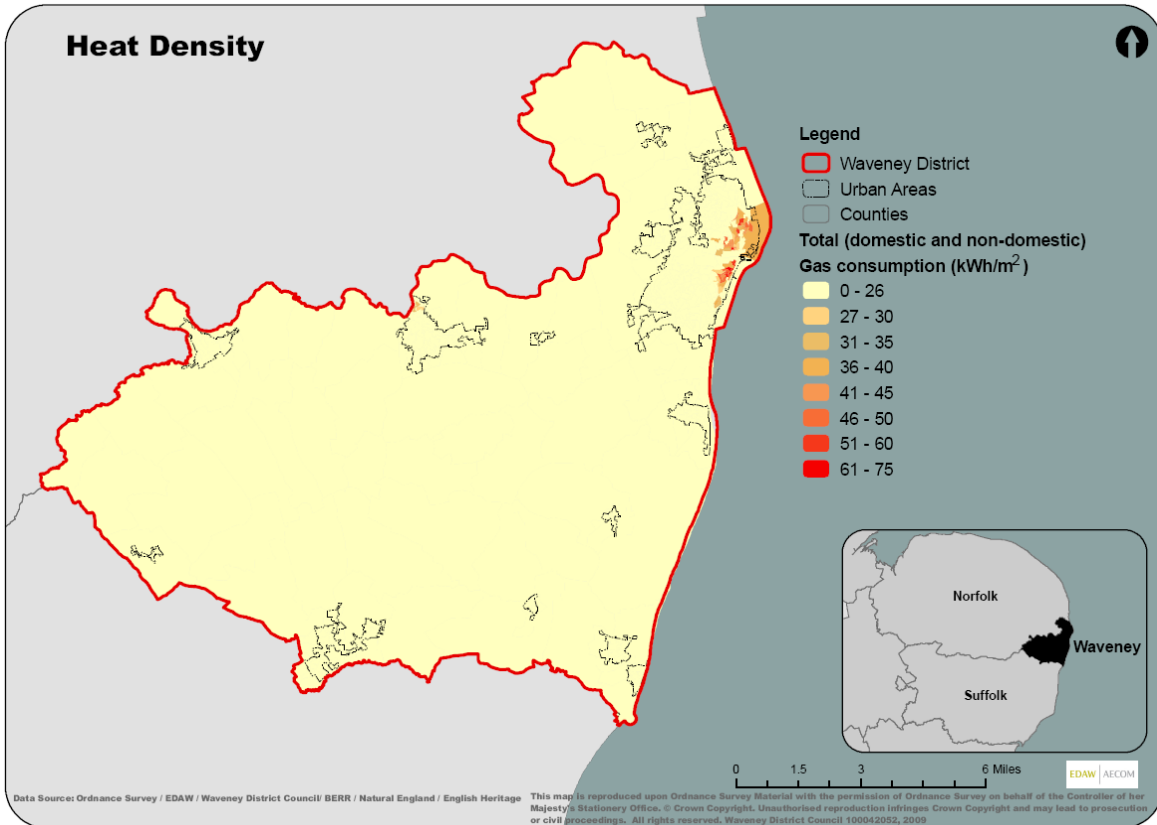 Heat Density
Legend
Waveney District
Urban Areas
Counties
Total (domestic and non-domestic)
Gas consumption (kWh/m²)
0 - 26
27 - 30
31 - 35
36 - 40
41 - 45
46 - 50
51 - 60
61 - 75
Norfolk
Waveney
Suffolk
0 1.5 3 6 Miles
EDAW AECOM
Data Source: Ordnance Survey / EDAW / Waveney District Council/ BERR / Natural England / English Heritage
This map is reproduced upon Ordnance Survey Material with the permission of Ordnance Survey on behalf of the Controller of her
Majesty's Stationery Office. © Crown Copyright. Unauthorised reproduction infringes Crown Copyright and may lead to prosecution
or civil proceedings. All rights reserved. Waveney District Council 100042052, 2009